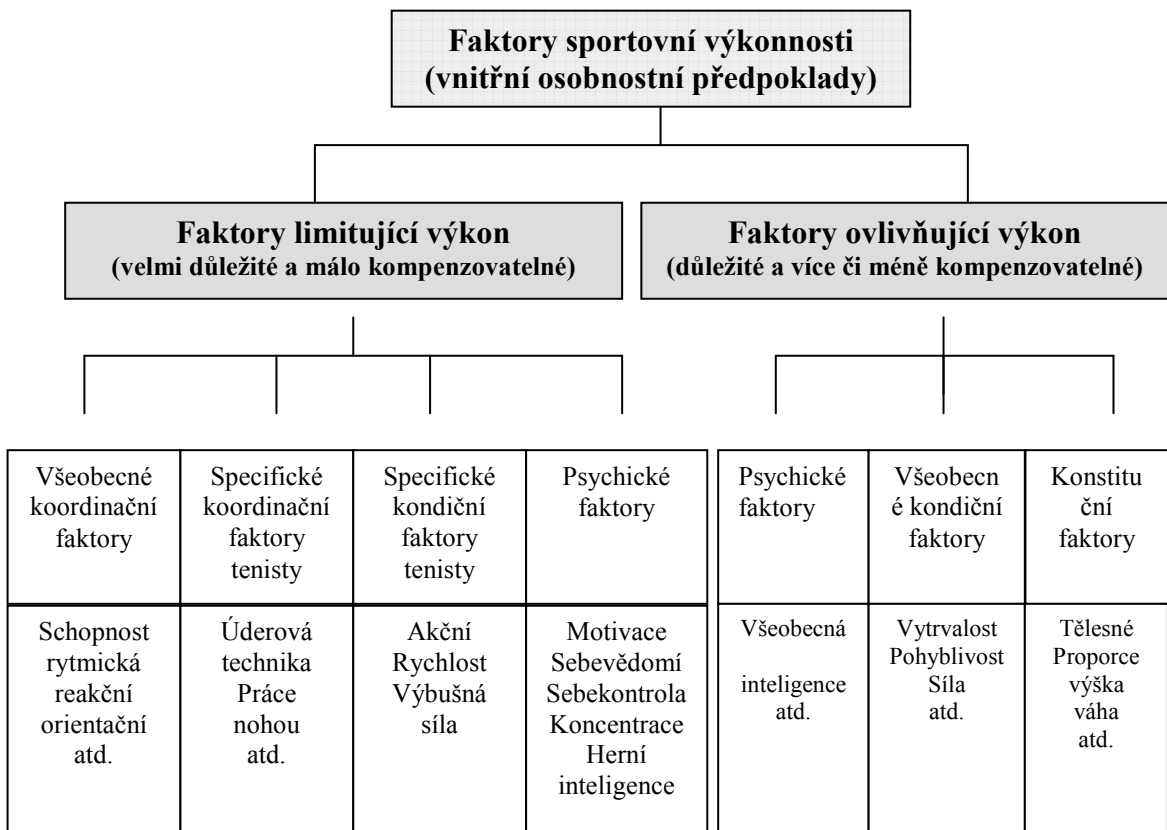 Faktory sportovní výkonnosti
(vnitřní osobnostní předpoklady)
Faktory limitující výkon
(velmi důležité a málo kompenzovatelné)
Faktory ovlivňující výkon
(důležité a více či méně kompenzovatelné)
Všeobecné
koordinační
faktory
Specifické
koordinační
faktory
tenisty
Specifické
kondiční
faktory
tenisty
Psychické
faktory
Psychické
faktory
Všeobecn
é kondiční
faktory
Konstitu
ční
faktory
Schopnost
rytmická
reakční
orientační
atd.
Úderová
technika
Práce
nohou
atd.
Akční
Rychlost
Výbušná
síla
Motivace
Sebevědomí
Sebekontrola
Koncentrace
Herní
inteligence
Všeobecná
inteligence
atd.
Vytrvalost
Pohyblivost
Síla
atd.
Tělesné
Proporce
výška
váha
atd.